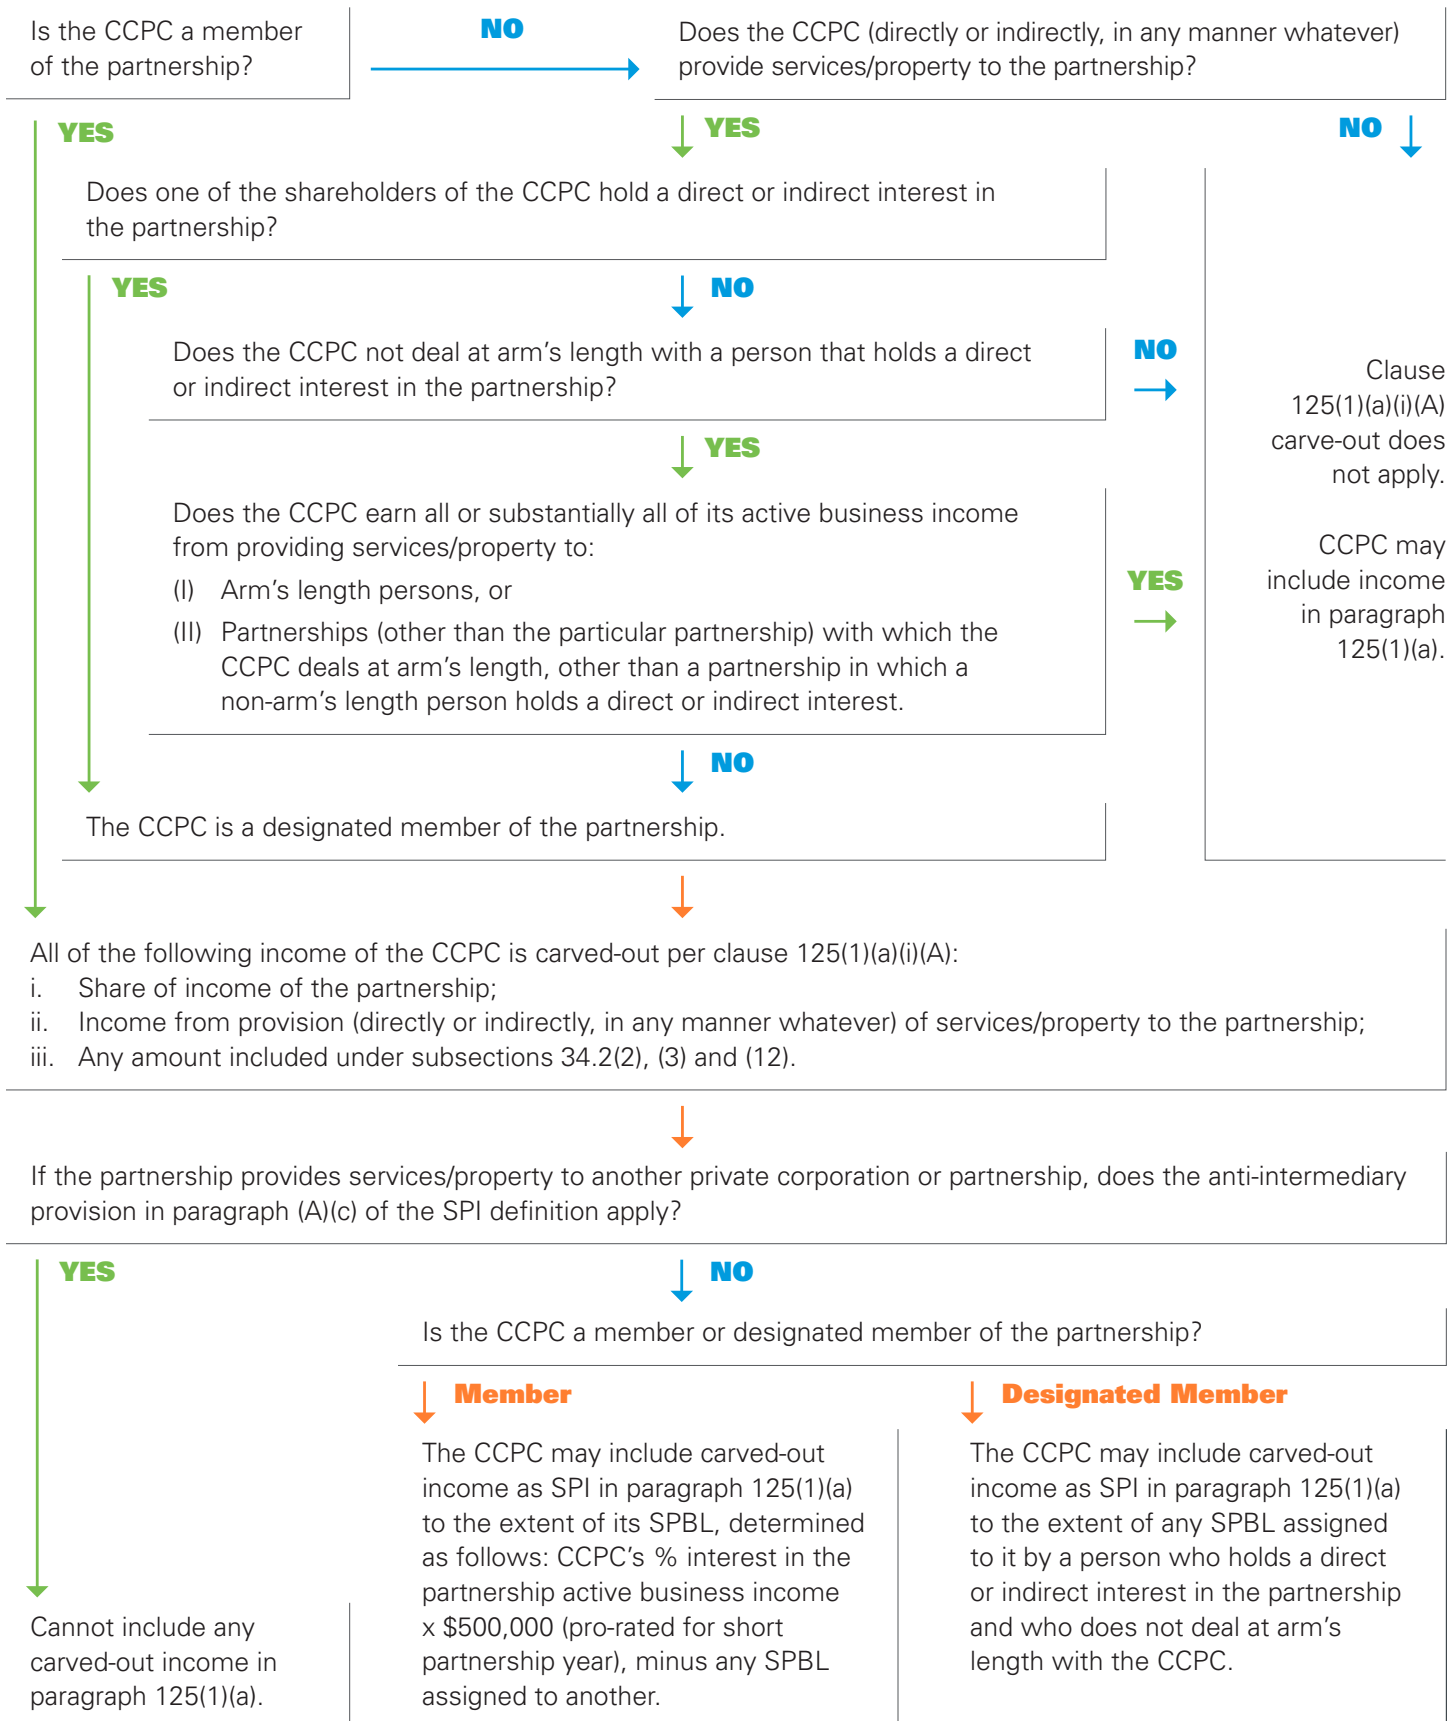 Is the CCPC a member
of the partnership?
NO
Does the CCPC (directly or indirectly, in any manner whatever)
provide services/property to the partnership?
YES
YES
NO
Does one of the shareholders of the CCPC hold a direct or indirect interest in
the partnership?
YES
NO
Does the CCPC not deal at arm's length with a person that holds a direct
or indirect interest in the partnership?
NO
YES
Does the CCPC earn all or substantially all of its active business income
from providing services/property to:
(I) Arm's length persons, or
(II) Partnerships (other than the particular partnership) with which the
CCPC deals at arm's length, other than a partnership in which a
non-arm's length person holds a direct or indirect interest.
YES
Clause
125(1)(a)(i)(A)
carve-out does
not apply.
CCPC may
include income
in paragraph
125(1)(a).
NO
The CCPC is a designated member of the partnership.
All of the following income of the CCPC is carved-out per clause 125(1)(a)(i)(A):
i. Share of income of the partnership;
ii. Income from provision (directly or indirectly, in any manner whatever) of services/property to the partnership;
iii. Any amount included under subsections 34.2(2), (3) and (12).
If the partnership provides services/property to another private corporation or partnership, does the anti-intermediary
provision in paragraph (A)(c) of the SPI definition apply?
YES
NO
Is the CCPC a member or designated member of the partnership?
Member
Designated Member
Cannot include any
carved-out income in
paragraph 125(1)(a).
The CCPC may include carved-out
income as SPI in paragraph 125(1)(a)
to the extent of its SPBL, determined
as follows: CCPC's % interest in the
partnership active business income
x $500,000 (pro-rated for short
partnership year), minus any SPBL
assigned to another.
The CCPC may include carved-out
income as SPI in paragraph 125(1)(a)
to the extent of any SPBL assigned
to it by a person who holds a direct
or indirect interest in the partnership
and who does not deal at arm's
length with the CCPC.